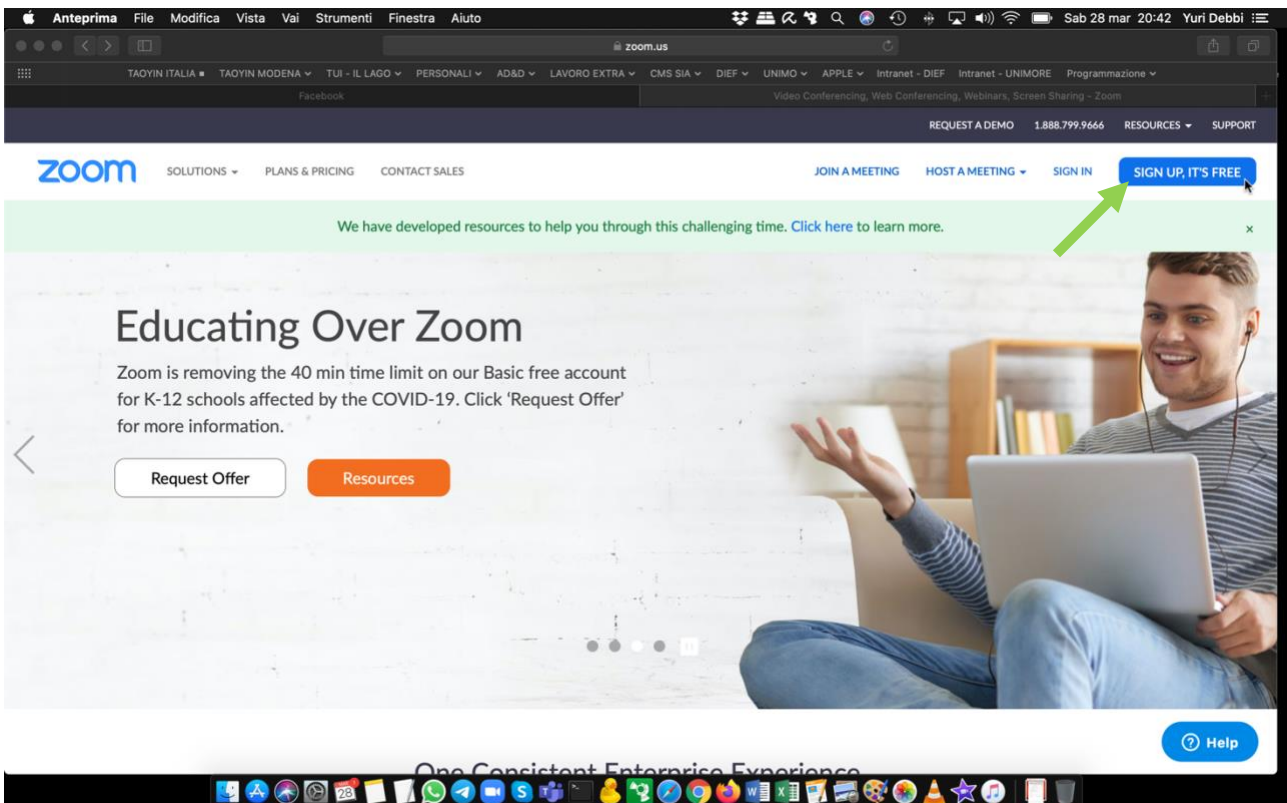 Anteprima File Modifica Vista Vai Strumenti Finestra Aiuto Sab 28 mar 20:42 Yuri Debbi
zoom.us
TAOYIN ITALIA TAOYIN MODENA TUI - IL LAGO PERSONALI AD&D LAVORO EXTRA CMS SIA DIEF UNIMO APPLE Intranet - DIEF Intranet - UNIMORE Programmazione
Facebook Video Conferencing, Web Conferencing, Webinars, Screen Sharing - Zoom
REQUEST A DEMO 1.888.799.9666 RESOURCES SUPPORT
zoom SOLUTIONS PLANS & PRICING CONTACT SALES JOIN A MEETING HOST A MEETING SIGN IN SIGN UP, IT'S FREE
We have developed resources to help you through this challenging time. Click here to learn more. ×
Educating Over Zoom
Zoom is removing the 40 min time limit on our Basic free account
for K-12 schools affected by the COVID-19. Click ‘Request Offer’
for more information.
Request Offer Resources
Help
One Consistent Enterprise Experience
28